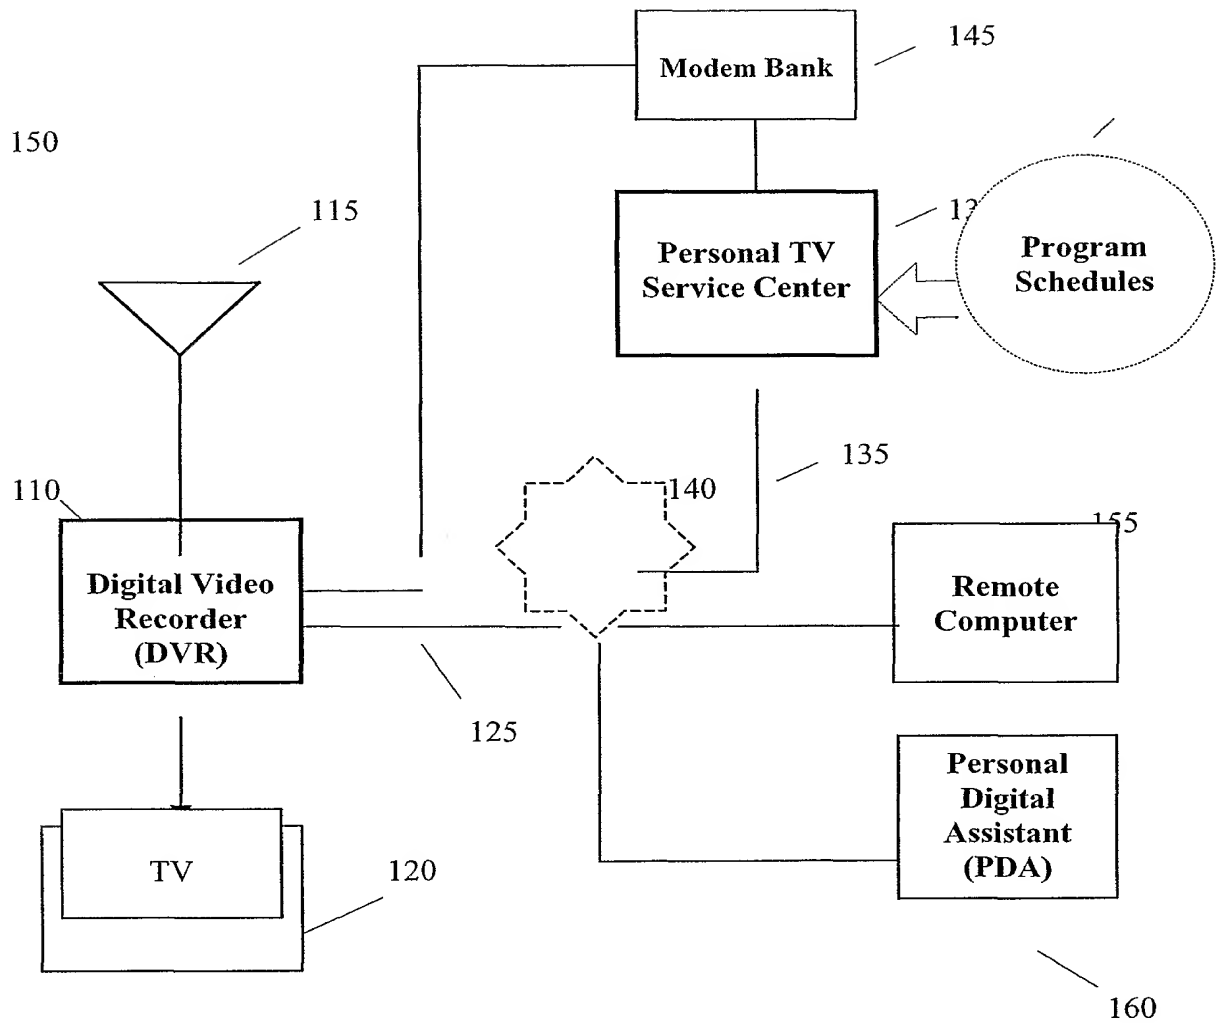 145
Modem Bank
150
115
Personal TV
Service Center
Program
Schedules
135
110
140
155
Digital Video
Recorder
(DVR)
Remote
Computer
125
Personal
Digital
Assistant
(PDA)
TV
120
160